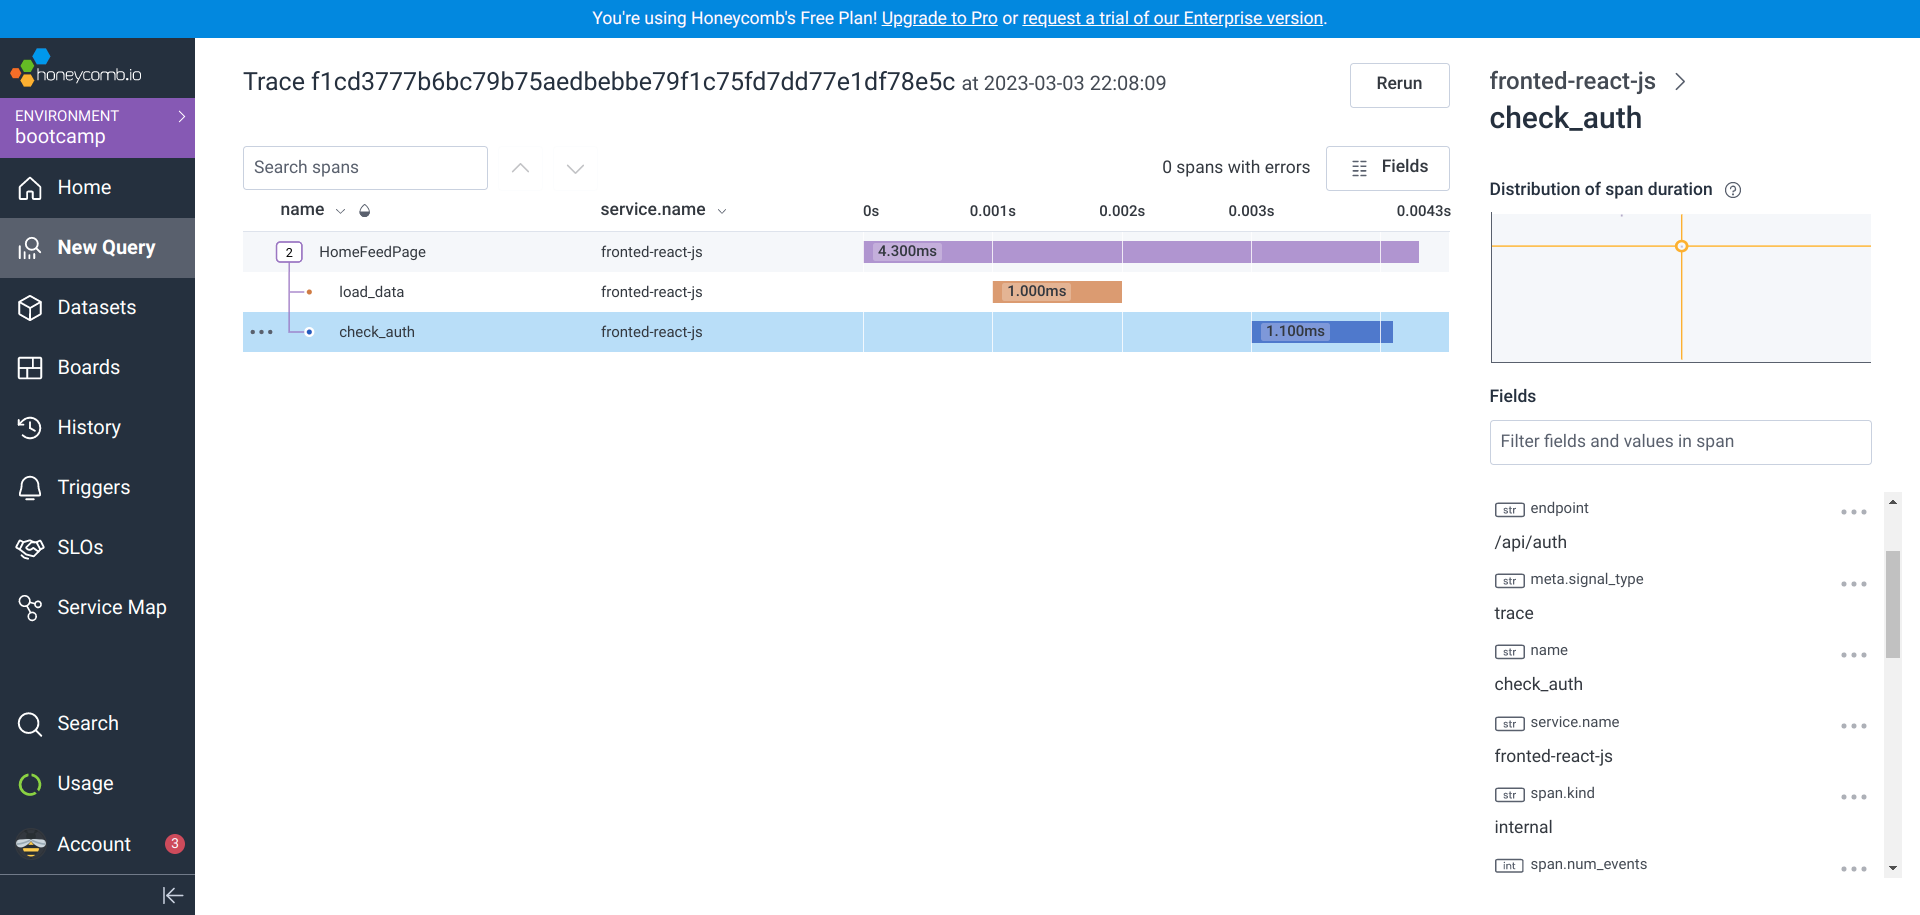 You're using Honeycomb's Free Plan! Upgrade to Pro or request a trial of our Enterprise version.
honeycomb.io
ENVIRONMENT
bootcamp
Home
New Query
Datasets
Boards
History
Triggers
SLOs
Service Map
Search
Usage
Account 3
Trace f1cd3777b6bc79b75aedbebbe79f1c75fd7dd77e1df78e5c at 2023-03-03 22:08:09
Rerun
Search spans
0 spans with errors
Fields
name service.name 0s 0.001s 0.002s 0.003s 0.0043s
2 HomeFeedPage fronted-react-js 4.300ms
load_data fronted-react-js 1.000ms
check_auth fronted-react-js 1.100ms
fronted-react-js
check_auth
Distribution of span duration ?
Fields
Filter fields and values in span
str endpoint
/api/auth
str meta.signal_type
trace
str name
check_auth
str service.name
fronted-react-js
str span.kind
internal
int span.num_events